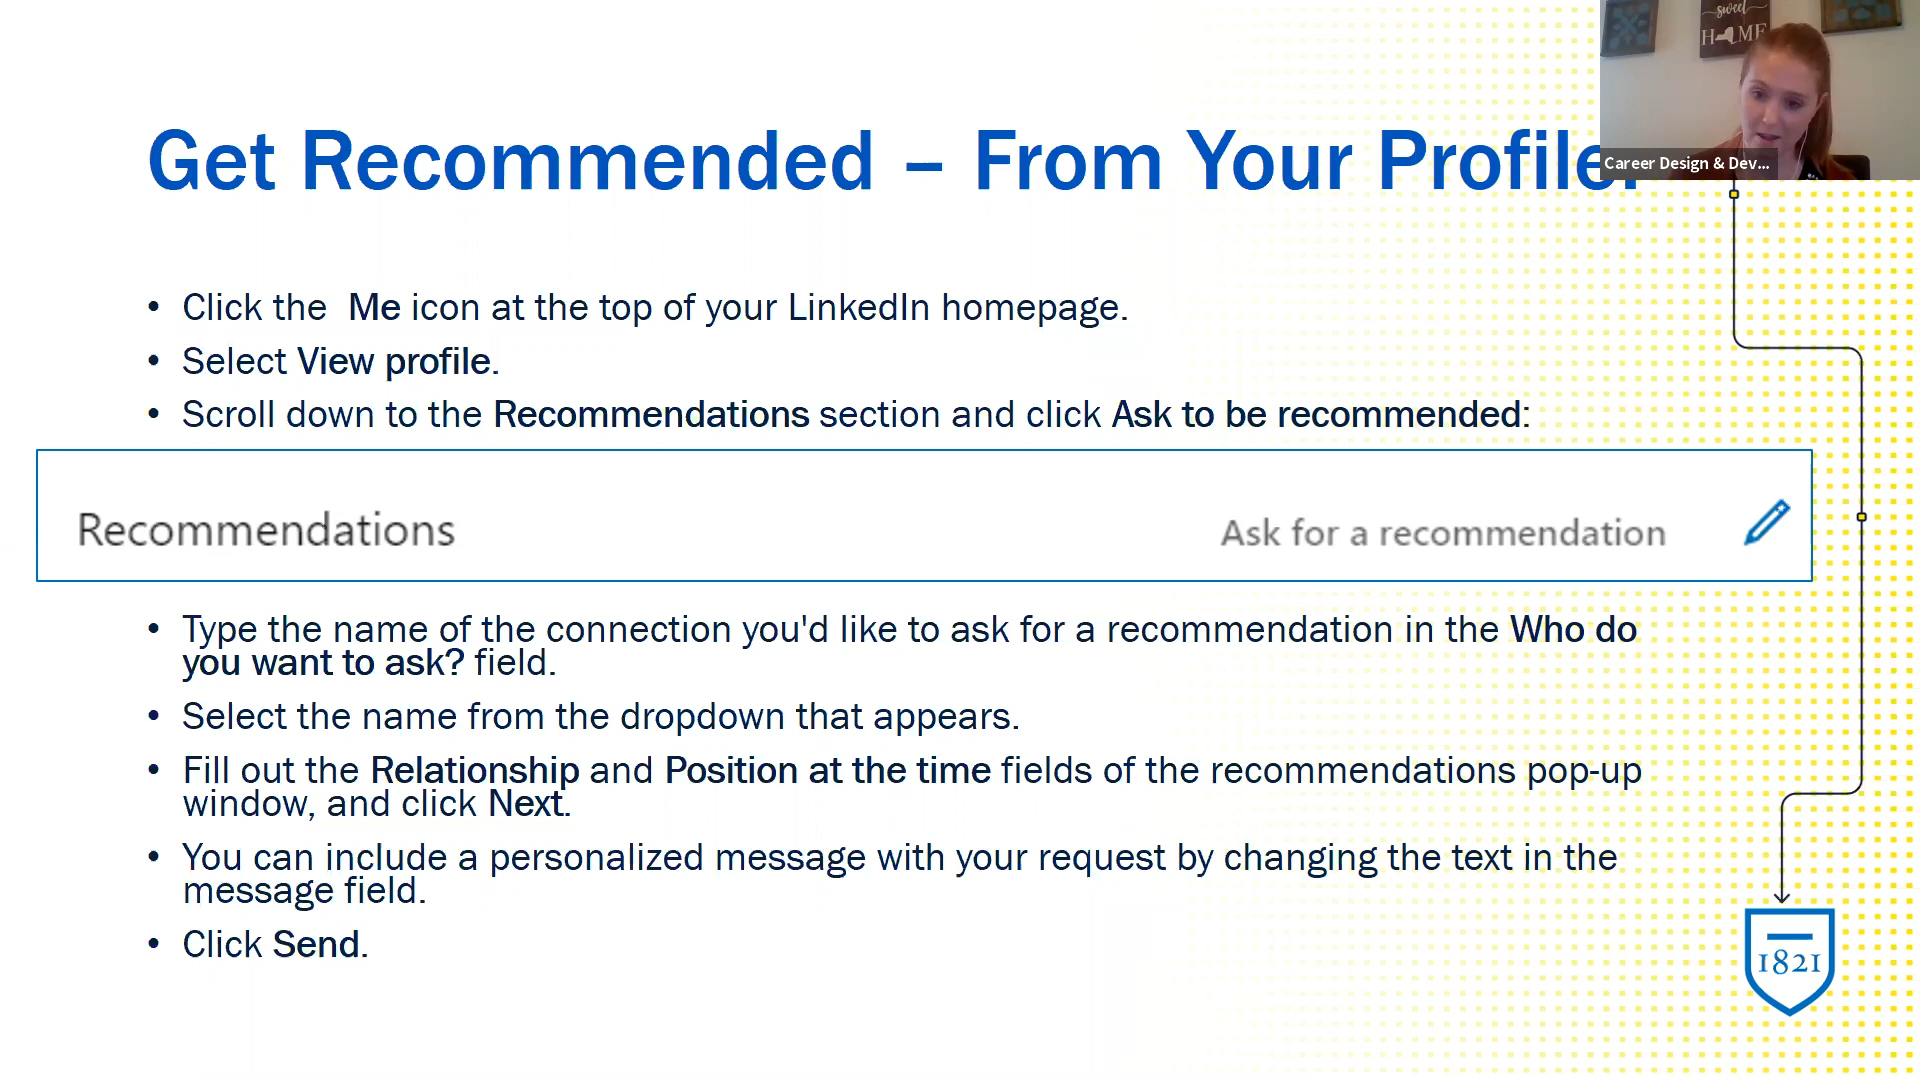 sweet
H ME
Career Design & Dev...
Get Recommended – From Your Profile:
• Click the  Me icon at the top of your LinkedIn homepage.
• Select View profile.
• Scroll down to the Recommendations section and click Ask to be recommended:
Recommendations
Ask for a recommendation
• Type the name of the connection you'd like to ask for a recommendation in the Who do
you want to ask? field.
• Select the name from the dropdown that appears.
• Fill out the Relationship and Position at the time fields of the recommendations pop-up
window, and click Next.
• You can include a personalized message with your request by changing the text in the
message field.
• Click Send.
1821